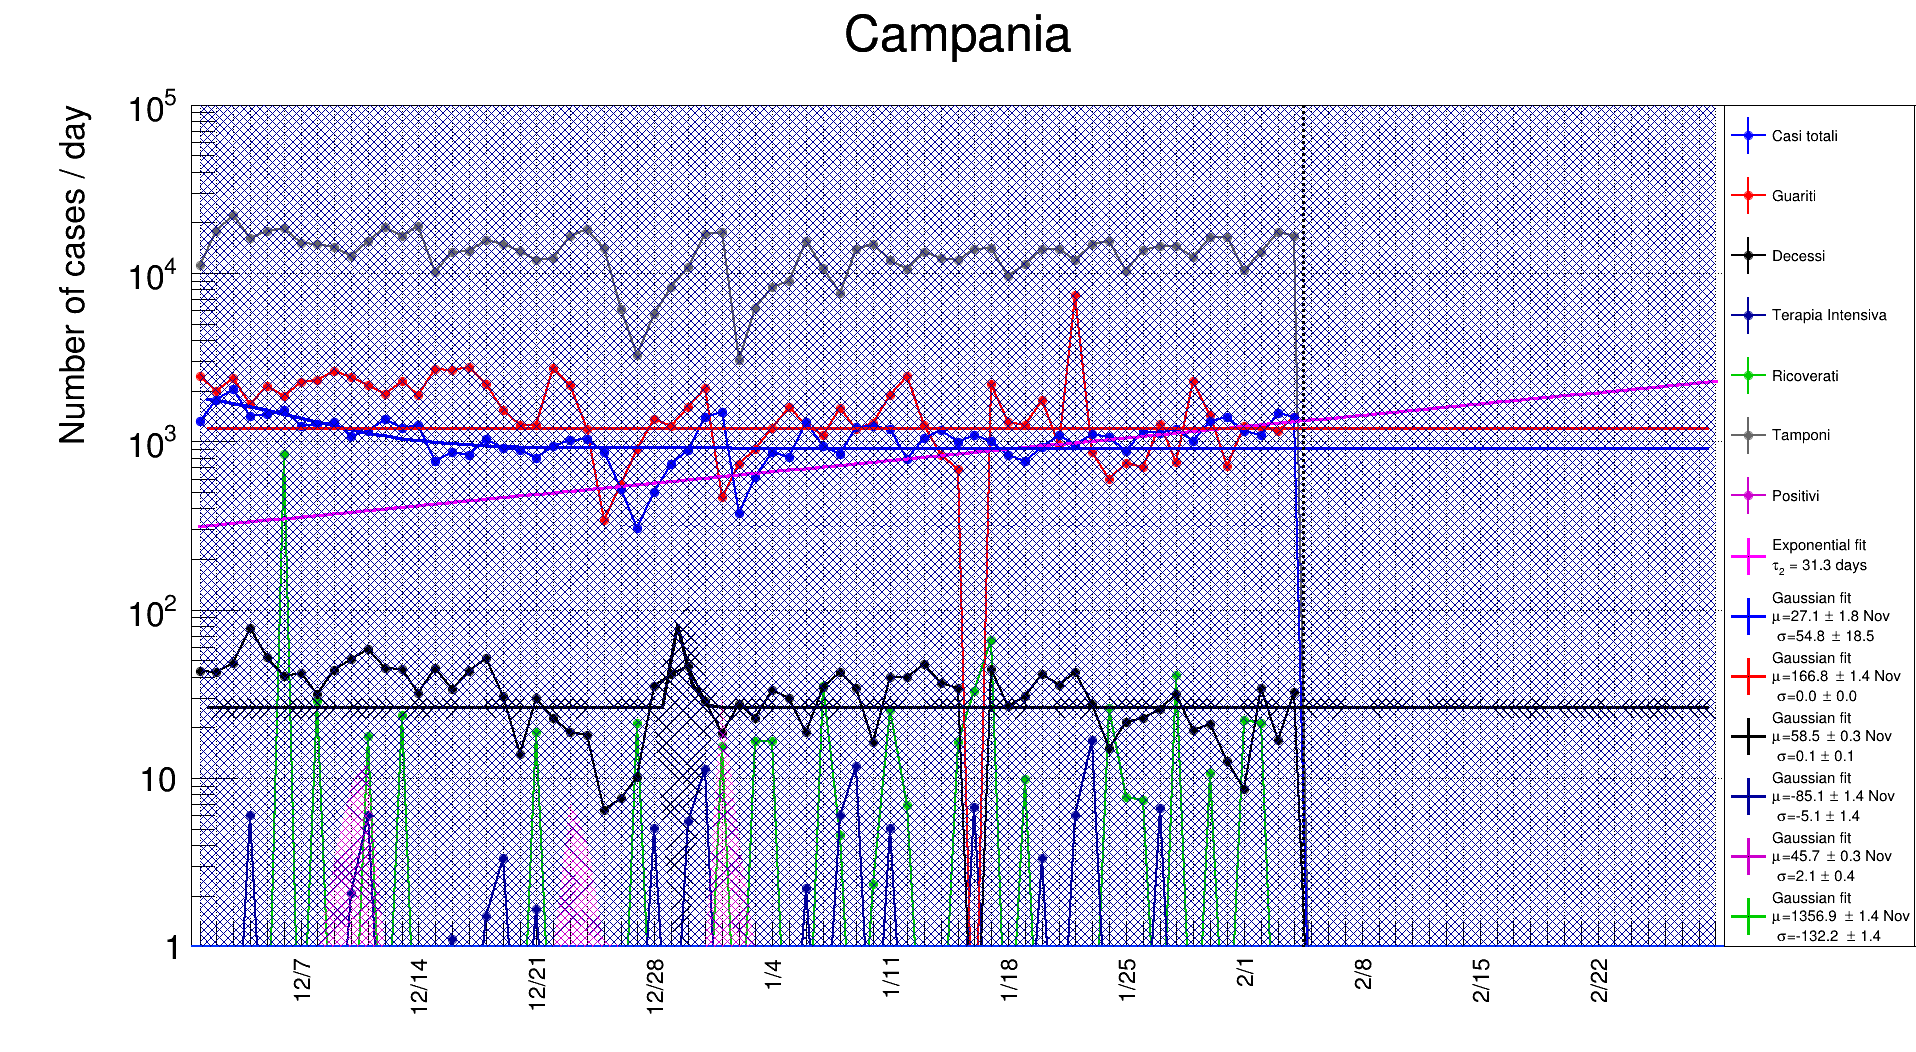 Campania
Number of cases / day
10^5
10^4
10^3
10^2
10
1
12/7
12/14
12/21
12/28
1/4
1/11
1/18
1/25
2/1
2/8
2/15
2/22
Casi totali
Guariti
Decessi
Terapia Intensiva
Ricoverati
Tamponi
Positivi
Exponential fit
τ₂ = 31.3 days
Gaussian fit
μ=27.1 ± 1.8 Nov
σ=54.8 ± 18.5
Gaussian fit
μ=166.8 ± 1.4 Nov
σ=0.0 ± 0.0
Gaussian fit
μ=58.5 ± 0.3 Nov
σ=0.1 ± 0.1
Gaussian fit
μ=-85.1 ± 1.4 Nov
σ=-5.1 ± 1.4
Gaussian fit
μ=45.7 ± 0.3 Nov
σ=2.1 ± 0.4
Gaussian fit
μ=1356.9 ± 1.4 Nov
σ=-132.2 ± 1.4